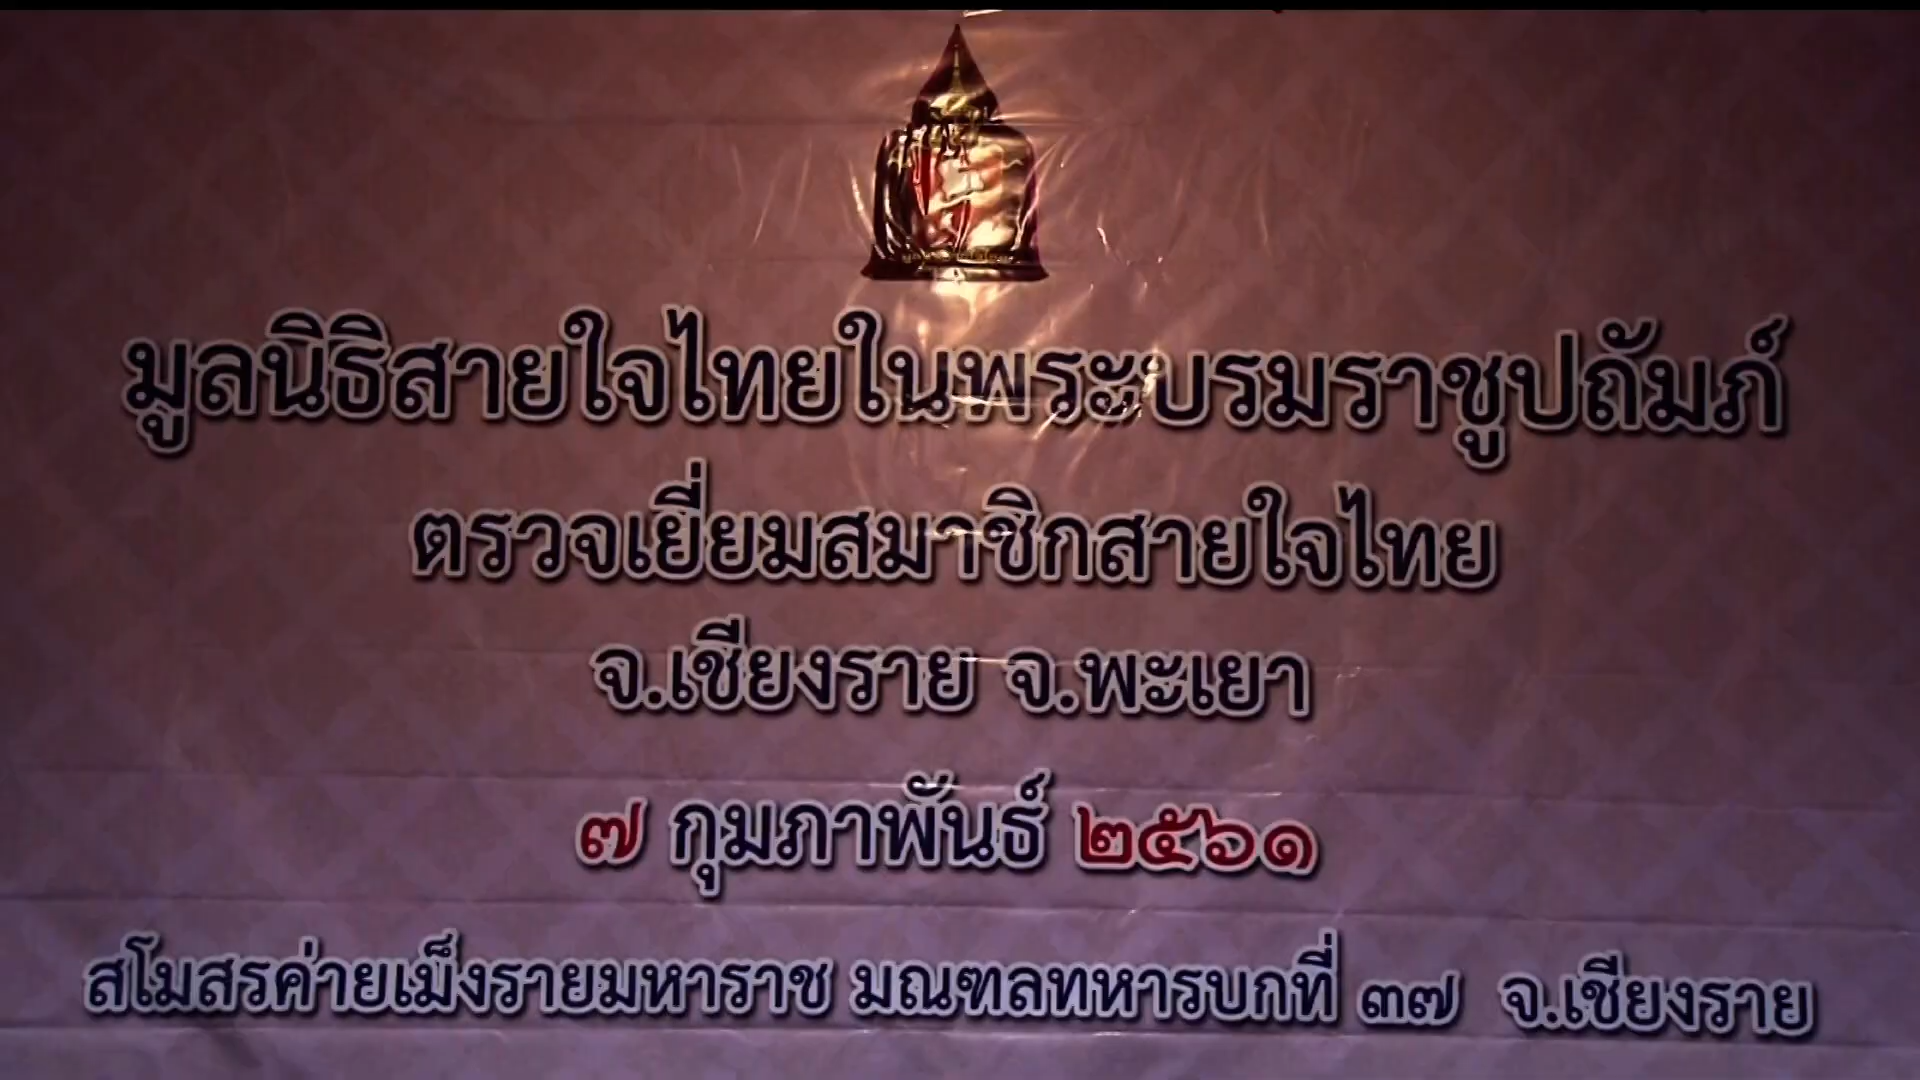 มูลนิธิสายใจไทยในพระบรมราชูปถัมภ์
ตรวจเยี่ยมสมาชิกสายใจไทย
จ.เชียงราย จ.พะเยา
๗ กุมภาพันธ์ ๒๕๖๑
สโมสรค่ายเม็งรายมหาราช มณฑลทหารบกที่ ๓๗ จ.เชียงราย